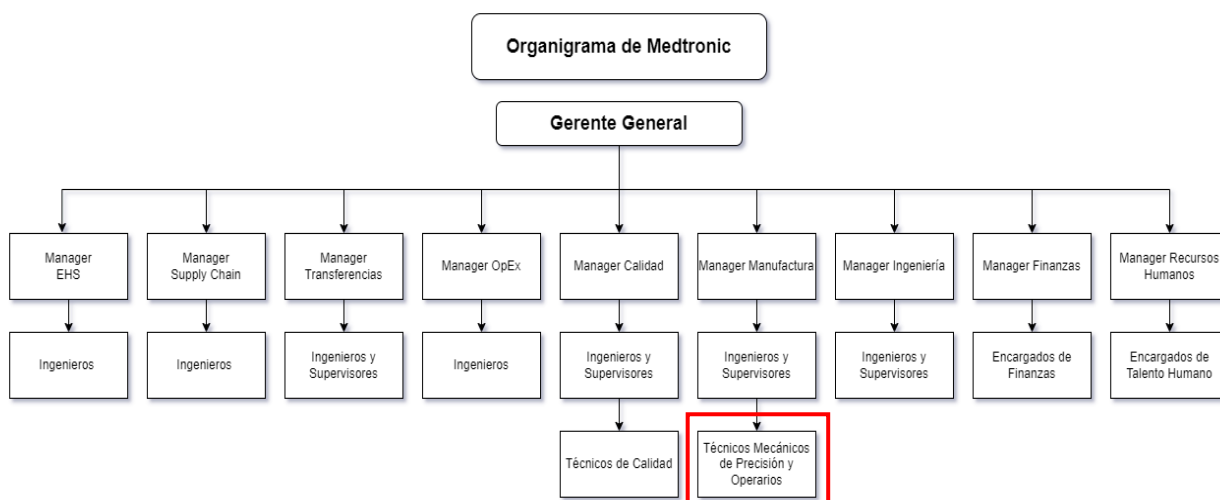 Organigrama de Medtronic
Gerente General
Manager
EHS
Manager
Supply Chain
Manager
Transferencias
Manager OpEx
Manager Calidad
Manager Manufactura
Manager Ingeniería
Manager Finanzas
Manager Recursos
Humanos
Ingenieros
Ingenieros
Ingenieros y
Supervisores
Ingenieros
Ingenieros y
Supervisores
Ingenieros y
Supervisores
Ingenieros y
Supervisores
Encargados de
Finanzas
Encargados de
Talento Humano
Técnicos de Calidad
Técnicos Mecánicos
de Precisión y
Operarios